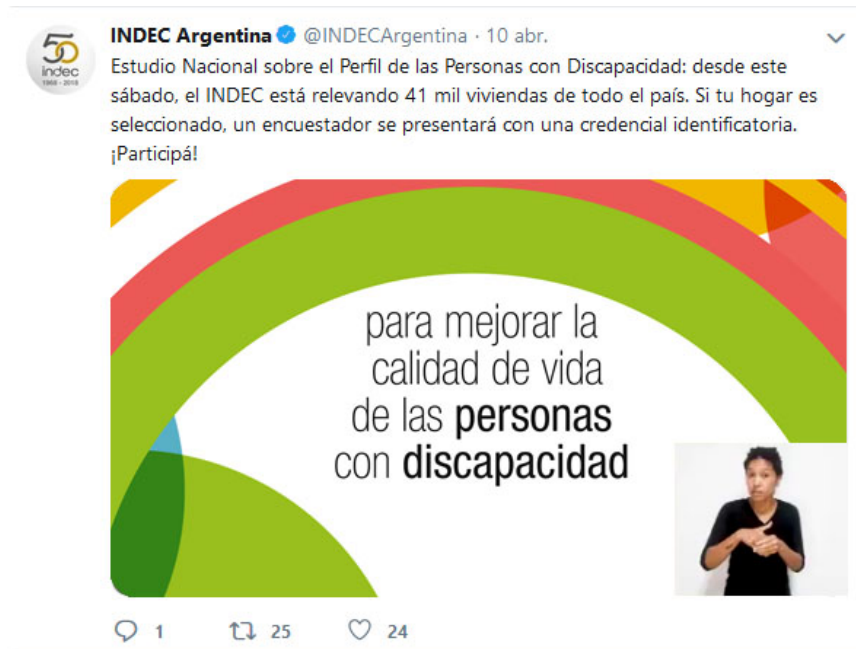 INDEC Argentina @INDECArgentina · 10 abr.
50
indec
1968 - 2018
Estudio Nacional sobre el Perfil de las Personas con Discapacidad: desde este
sábado, el INDEC está relevando 41 mil viviendas de todo el país. Si tu hogar es
seleccionado, un encuestador se presentará con una credencial identificatoria.
¡Participá!
para mejorar la
calidad de vida
de las personas
con discapacidad
1 25 24